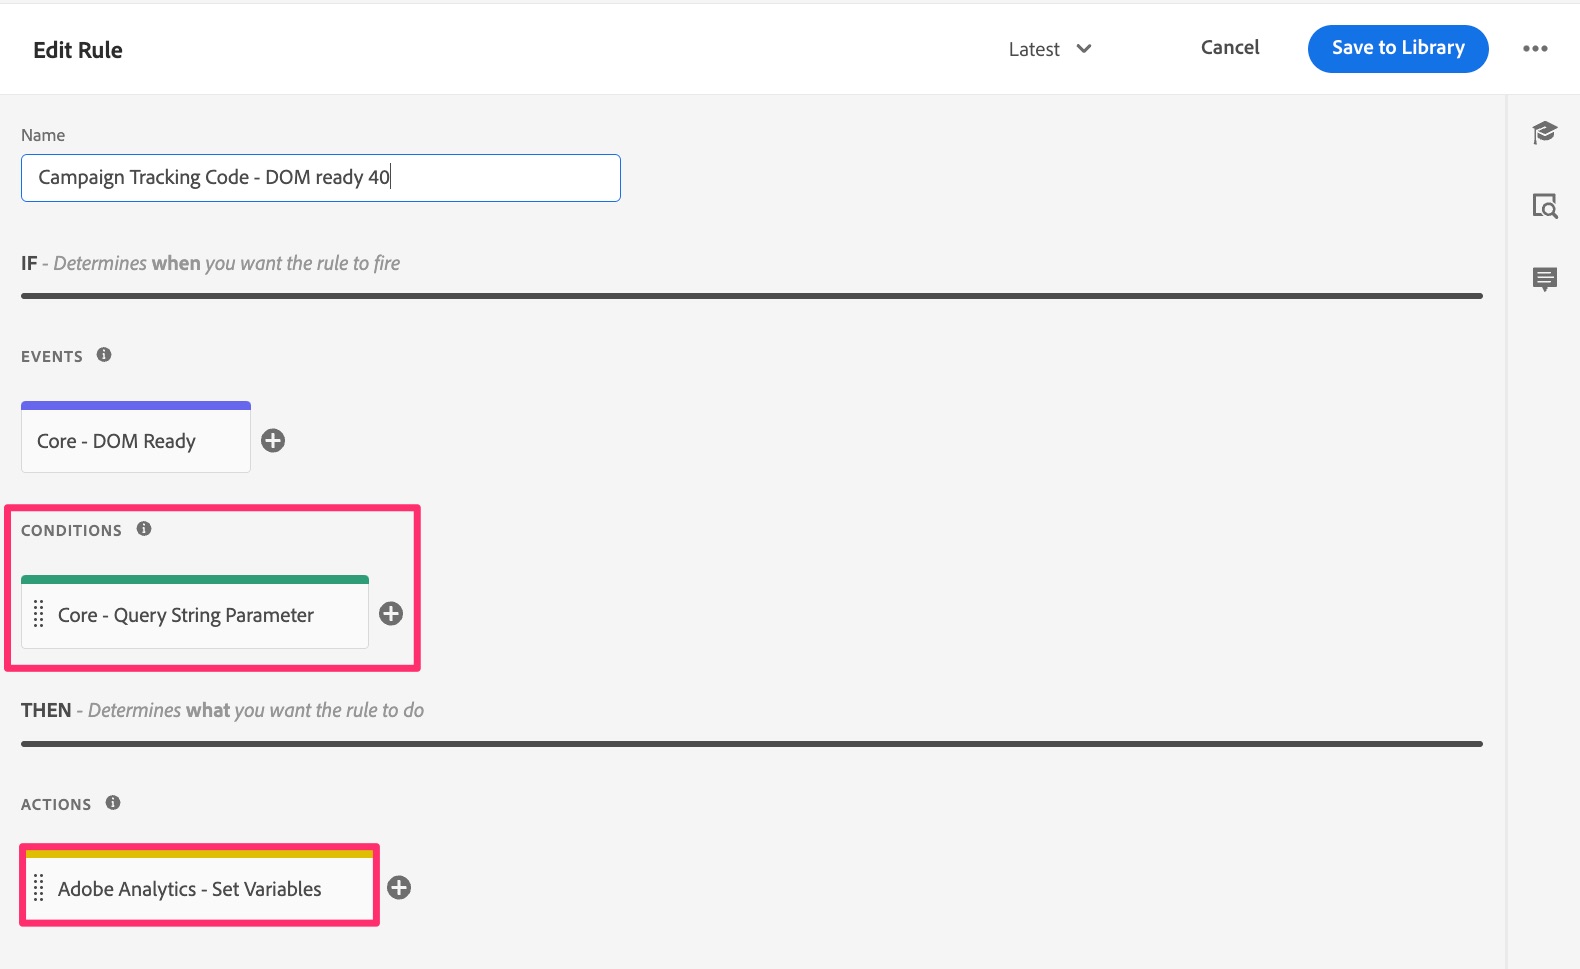 Edit Rule
Latest
Cancel
Save to Library
Name
Campaign Tracking Code - DOM ready 40
IF - Determines when you want the rule to fire
EVENTS
Core - DOM Ready
CONDITIONS
Core - Query String Parameter
THEN - Determines what you want the rule to do
ACTIONS
Adobe Analytics - Set Variables